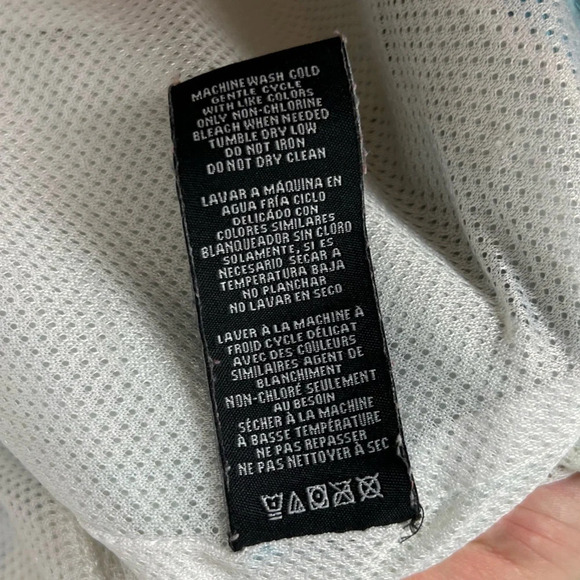 MACHINE WASH COLD
GENTLE CYCLE
WITH LIKE COLORS
ONLY NON-CHLORINE
BLEACH WHEN NEEDED
TUMBLE DRY LOW
DO NOT IRON
DO NOT DRY CLEAN
LAVAR A MÁQUINA EN
AGUA FRÍA CICLO
DELICADO CON
COLORES SIMILARES
BLANQUEADOR SIN CLORO
SOLAMENTE, SI ES
NECESARIO SECAR A
TEMPERATURA BAJA
NO PLANCHAR
NO LAVAR EN SECO
LAVER À LA MACHINE À
FROID CYCLE DÉLICAT
AVEC DES COULEURS
SIMILAIRES AGENT DE
BLANCHIMENT
NON-CHLORÉ SEULEMENT
AU BESOIN
SÉCHER À LA MACHINE
À BASSE TEMPÉRATURE
NE PAS REPASSER
NE PAS NETTOYER À SEC